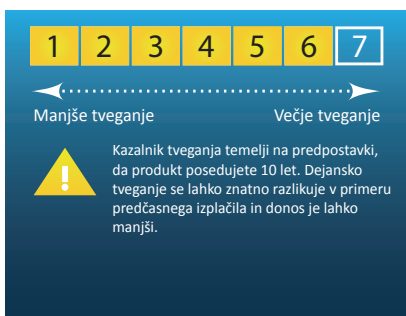 1 2 3 4 5 6 7
Manjše tveganje Večje tveganje
Kazalnik tveganja temelji na predpostavki,
da produkt posedujete 10 let. Dejansko
tveganje se lahko znatno razlikuje v primeru
predčasnega izplačila in donos je lahko
manjši.
!